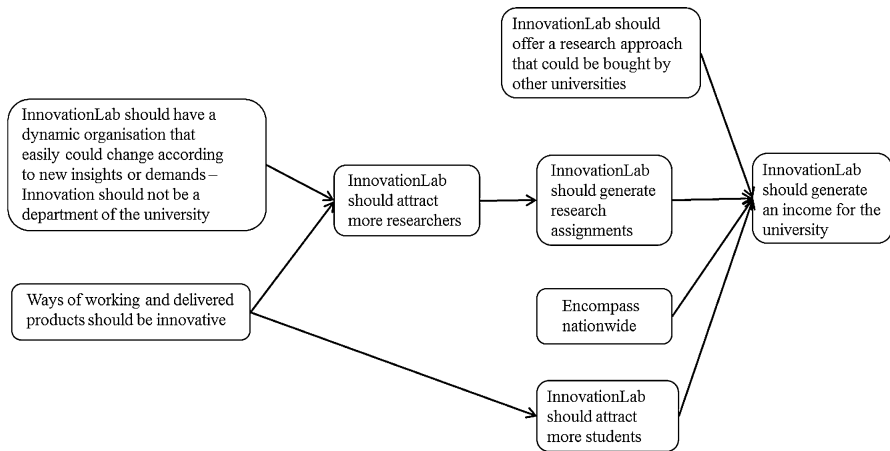 InnovationLab should
offer a research approach
that could be bought by
other universities
InnovationLab should have a
dynamic organisation that
easily could change according
to new insights or demands –
Innovation should not be a
department of the university
InnovationLab
should attract
more researchers
InnovationLab
should generate
research
assignments
InnovationLab
should generate
an income for the
university
Ways of working and delivered
products should be innovative
Encompass
nationwide
InnovationLab
should attract
more students